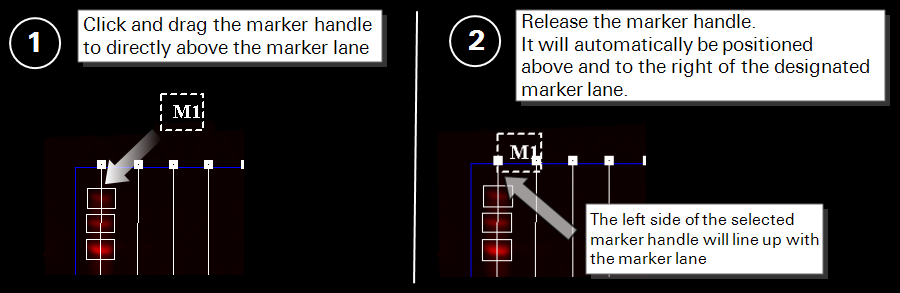 1
Click and drag the marker handle
to directly above the marker lane
M1
2
Release the marker handle.
It will automatically be positioned
above and to the right of the designated
marker lane.
M1
The left side of the selected
marker handle will line up with
the marker lane